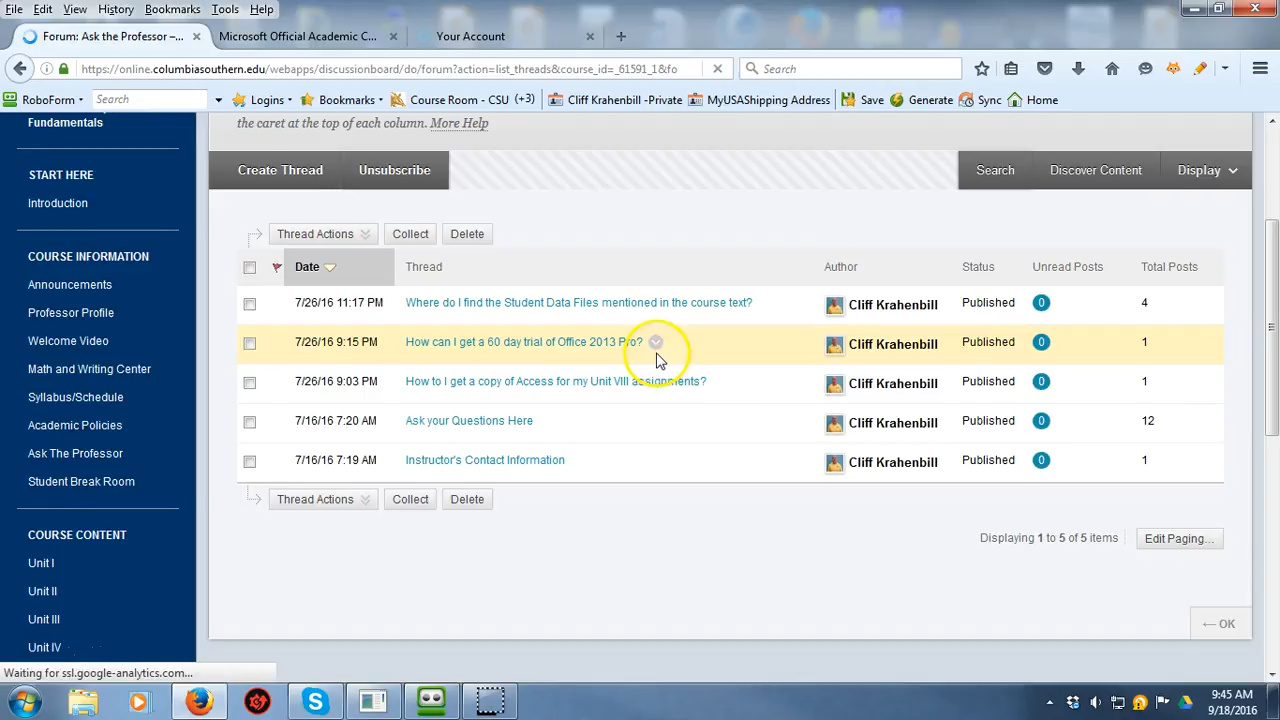 File Edit View History Bookmarks Tools Help
Forum: Ask the Professor –... × Microsoft Official Academic C... × Your Account × +
https://online.columbiasouthern.edu/webapps/discussionboard/do/forum?action=list_threads&course_id=_61591_1&fo Search
RoboForm Search Logins Bookmarks Course Room - CSU (+3) Cliff Krahenbill -Private MyUSAShipping Address Save Generate Sync Home
Fundamentals
START HERE
Introduction
COURSE INFORMATION
Announcements
Professor Profile
Welcome Video
Math and Writing Center
Syllabus/Schedule
Academic Policies
Ask The Professor
Student Break Room
COURSE CONTENT
Unit I
Unit II
Unit III
Unit IV
the caret at the top of each column. More Help
Create Thread Unsubscribe Search Discover Content Display
Thread Actions Collect Delete
Date Thread Author Status Unread Posts Total Posts
7/26/16 11:17 PM Where do I find the Student Data Files mentioned in the course text? Cliff Krahenbill Published 0 4
7/26/16 9:15 PM How can I get a 60 day trial of Office 2013 Pro? Cliff Krahenbill Published 0 1
7/26/16 9:03 PM How to I get a copy of Access for my Unit VIII assignments? Cliff Krahenbill Published 0 1
7/16/16 7:20 AM Ask your Questions Here Cliff Krahenbill Published 0 12
7/16/16 7:19 AM Instructor's Contact Information Cliff Krahenbill Published 0 1
Thread Actions Collect Delete
Displaying 1 to 5 of 5 items Edit Paging...
← OK
Waiting for ssl.google-analytics.com...
9:45 AM
9/18/2016